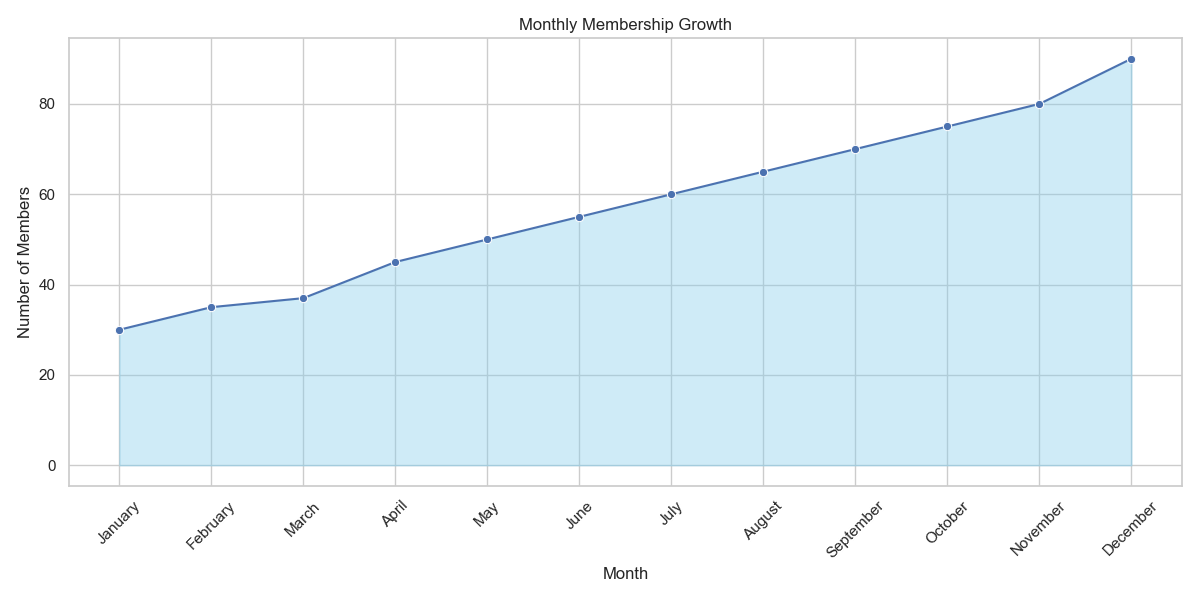 Monthly Membership Growth
Number of Members
80
60
40
20
0
January
February
March
April
May
June
July
August
September
October
November
December
Month